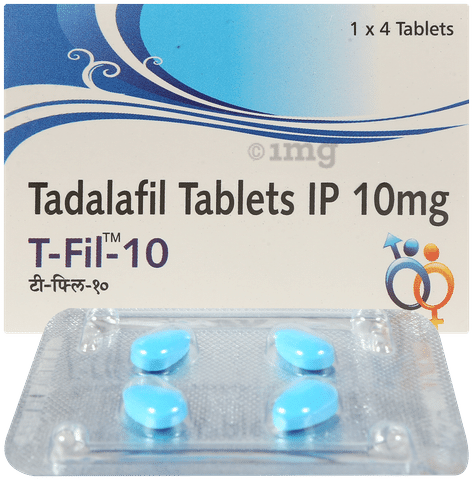 1 x 4 Tablets
©1mg
Tadalafil Tablets IP 10mg
T-Fil™-10
टी-फिल-१०